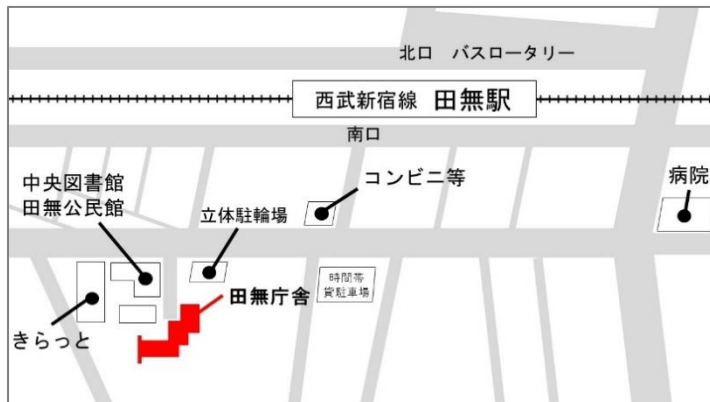 北口 バスロータリー
西武新宿線 田無駅
南口
中央図書館
田無公民館
コンビニ等
病院
立体駐輪場
時間帯
貸駐車場
田無庁舎
きらっと